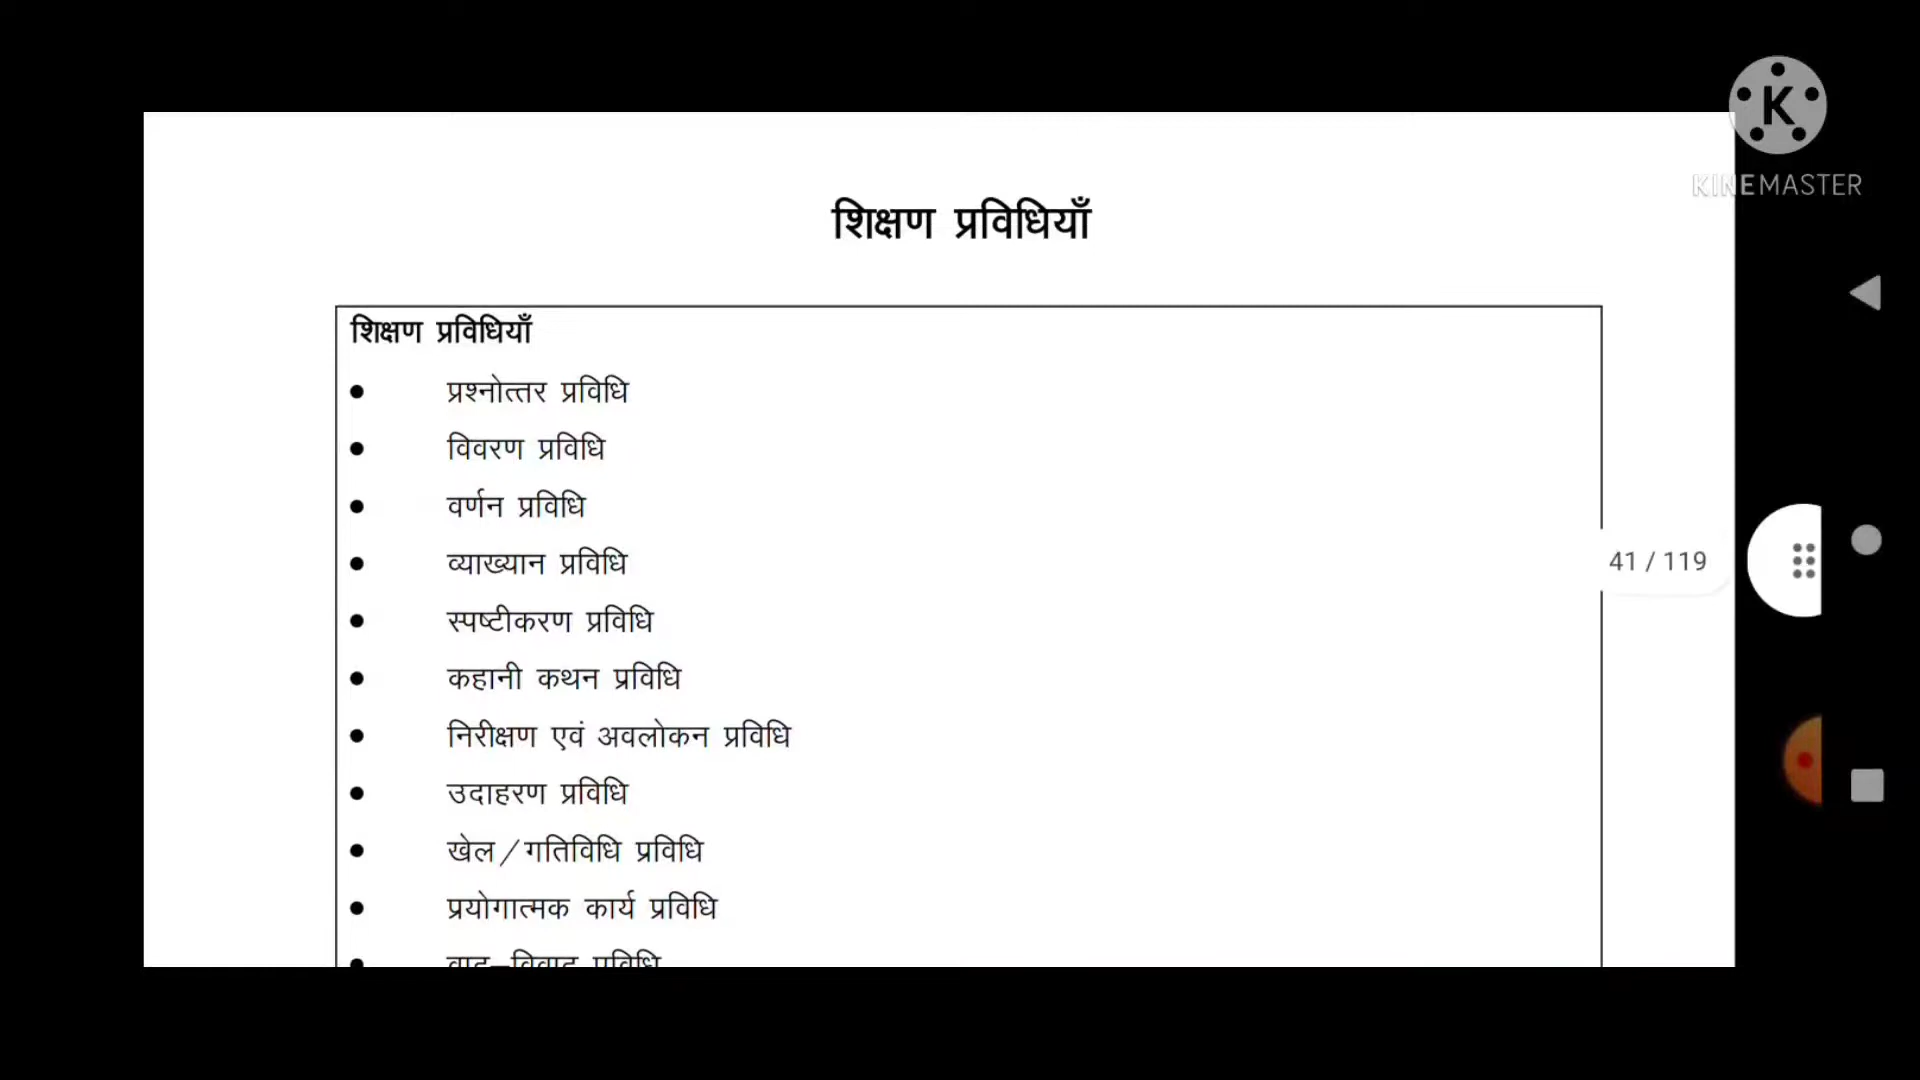 K
KINEMASTER
शिक्षण प्रविधियाँ
शिक्षण प्रविधियाँ
• प्रश्नोत्तर प्रविधि
• विवरण प्रविधि
• वर्णन प्रविधि
• व्याख्यान प्रविधि
• स्पष्टीकरण प्रविधि
41 / 119
• कहानी कथन प्रविधि
• निरीक्षण एवं अवलोकन प्रविधि
• उदाहरण प्रविधि
• खेल/गतिविधि प्रविधि
• प्रयोगात्मक कार्य प्रविधि
• वाद–विवाद प्रविधि